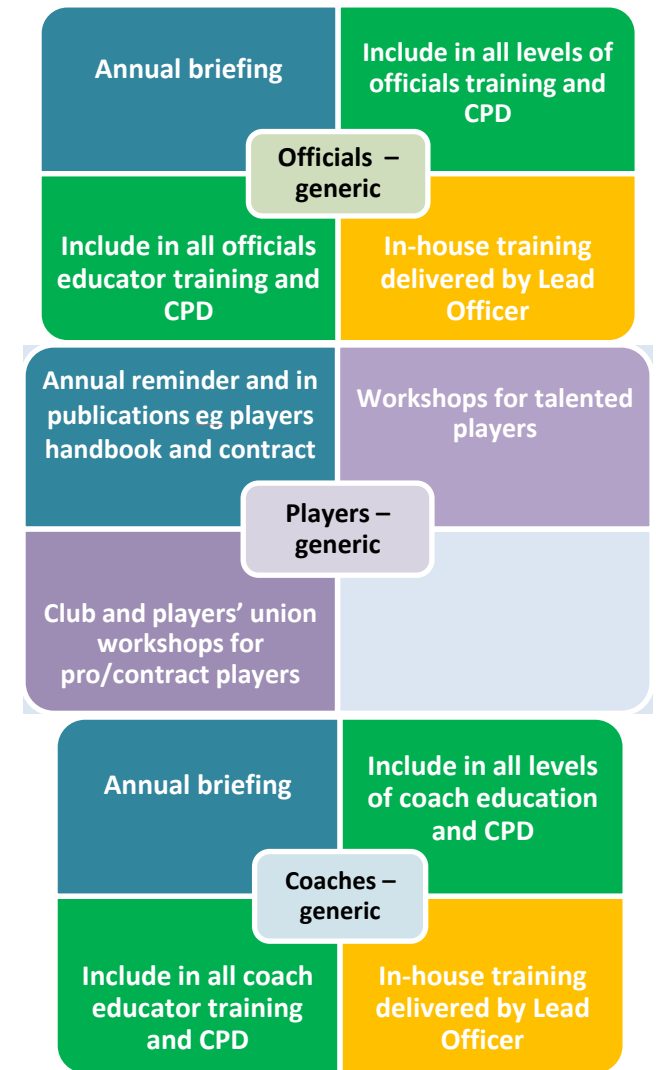 Annual briefing
Include in all levels of
officials training and
CPD
Officials –
generic
Include in all officials
educator training and
CPD
In-house training
delivered by Lead
Officer
Annual reminder and in
publications eg players
handbook and contract
Workshops for talented
players
Players –
generic
Club and players’ union
workshops for
pro/contract players
Annual briefing
Include in all levels
of coach education
and CPD
Coaches –
generic
Include in all coach
educator training
and CPD
In-house training
delivered by Lead
Officer